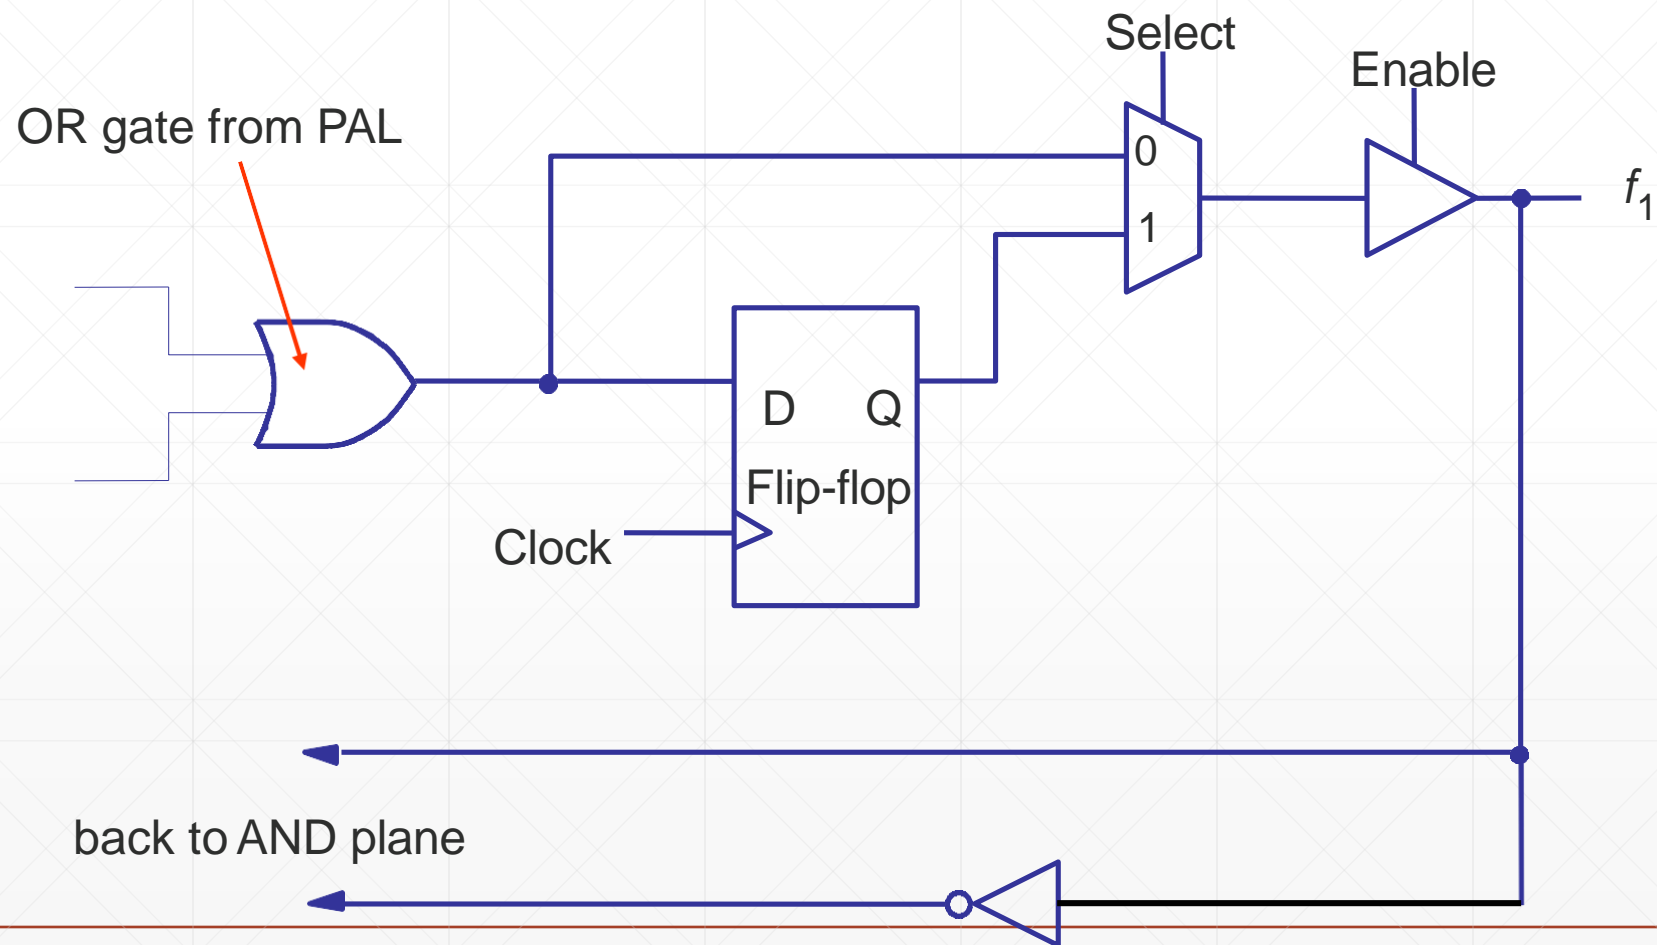 Select
Enable
OR gate from PAL
0
f1
1
D Q
Flip-flop
Clock
back to AND plane